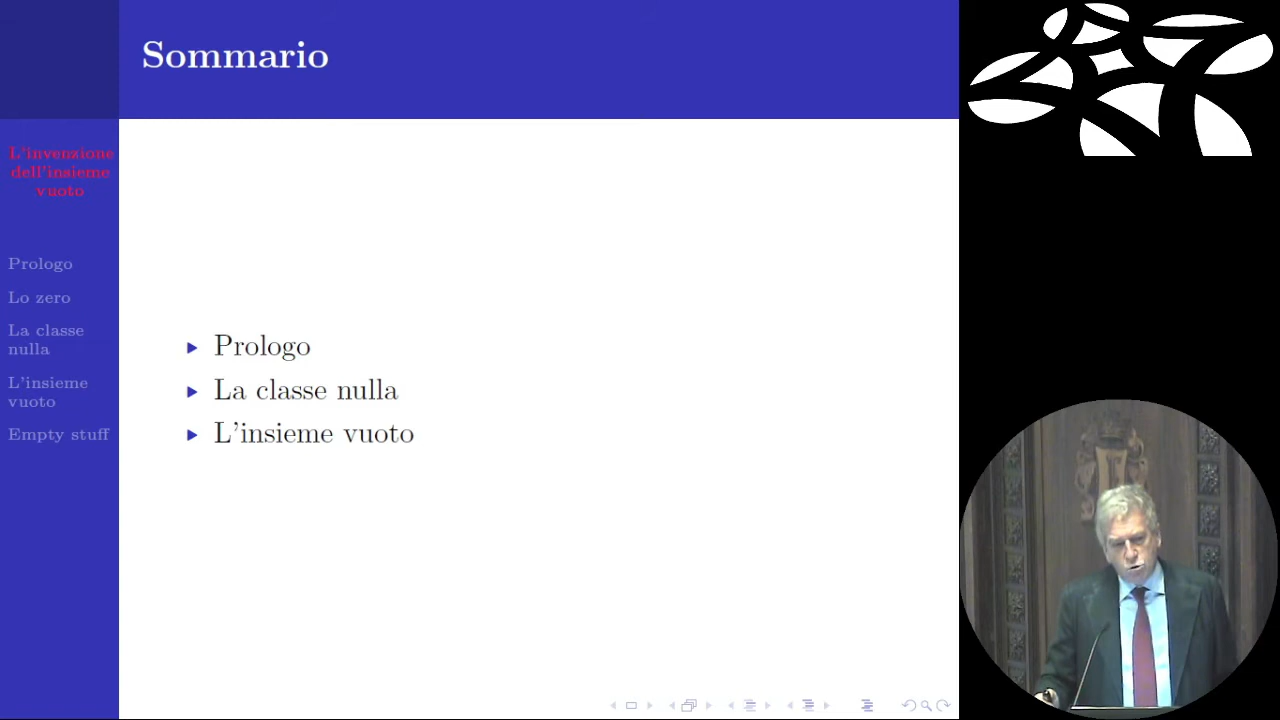 Sommario
L'invenzione
dell'insieme
vuoto
Prologo
Lo zero
La classe
nulla
L'insieme
vuoto
Empty stuff
Prologo
La classe nulla
L'insieme vuoto